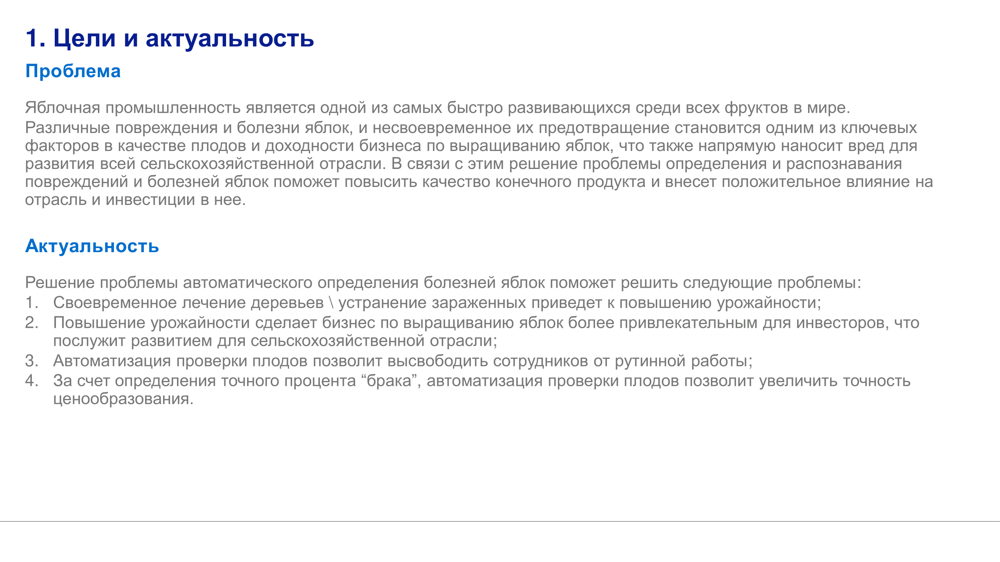 1. Цели и актуальность
Проблема
Яблочная промышленность является одной из самых быстро развивающихся среди всех фруктов в мире.
Различные повреждения и болезни яблок, и несвоевременное их предотвращение становится одним из ключевых
факторов в качестве плодов и доходности бизнеса по выращиванию яблок, что также напрямую наносит вред для
развития всей сельскохозяйственной отрасли. В связи с этим решение проблемы определения и распознавания
повреждений и болезней яблок поможет повысить качество конечного продукта и внесет положительное влияние на
отрасль и инвестиции в нее.
Актуальность
Решение проблемы автоматического определения болезней яблок поможет решить следующие проблемы:
1. Своевременное лечение деревьев \ устранение зараженных приведет к повышению урожайности;
2. Повышение урожайности сделает бизнес по выращиванию яблок более привлекательным для инвесторов, что
послужит развитием для сельскохозяйственной отрасли;
3. Автоматизация проверки плодов позволит высвободить сотрудников от рутинной работы;
4. За счет определения точного процента “брака”, автоматизация проверки плодов позволит увеличить точность
ценообразования.